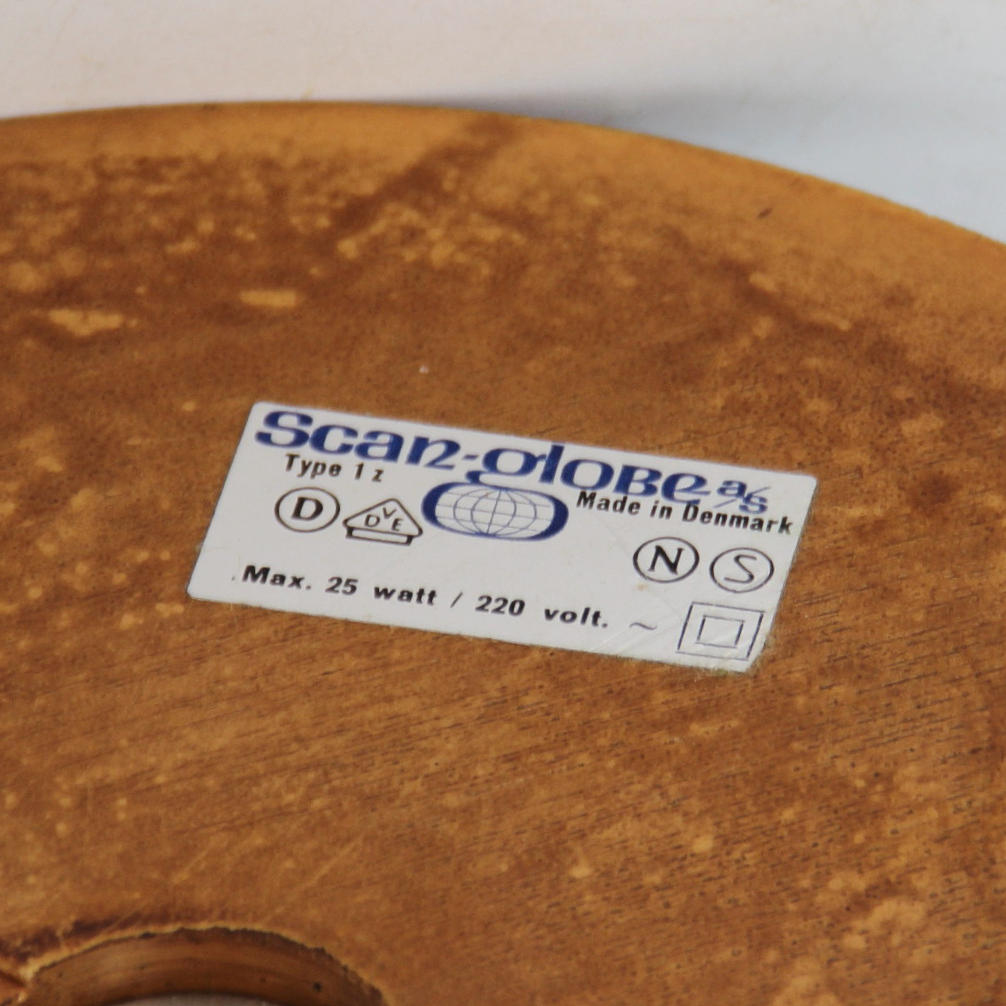 Scan-globe a/s
Type 1 z
Made in Denmark
D
DVE
N S
Max. 25 watt / 220 volt. ~